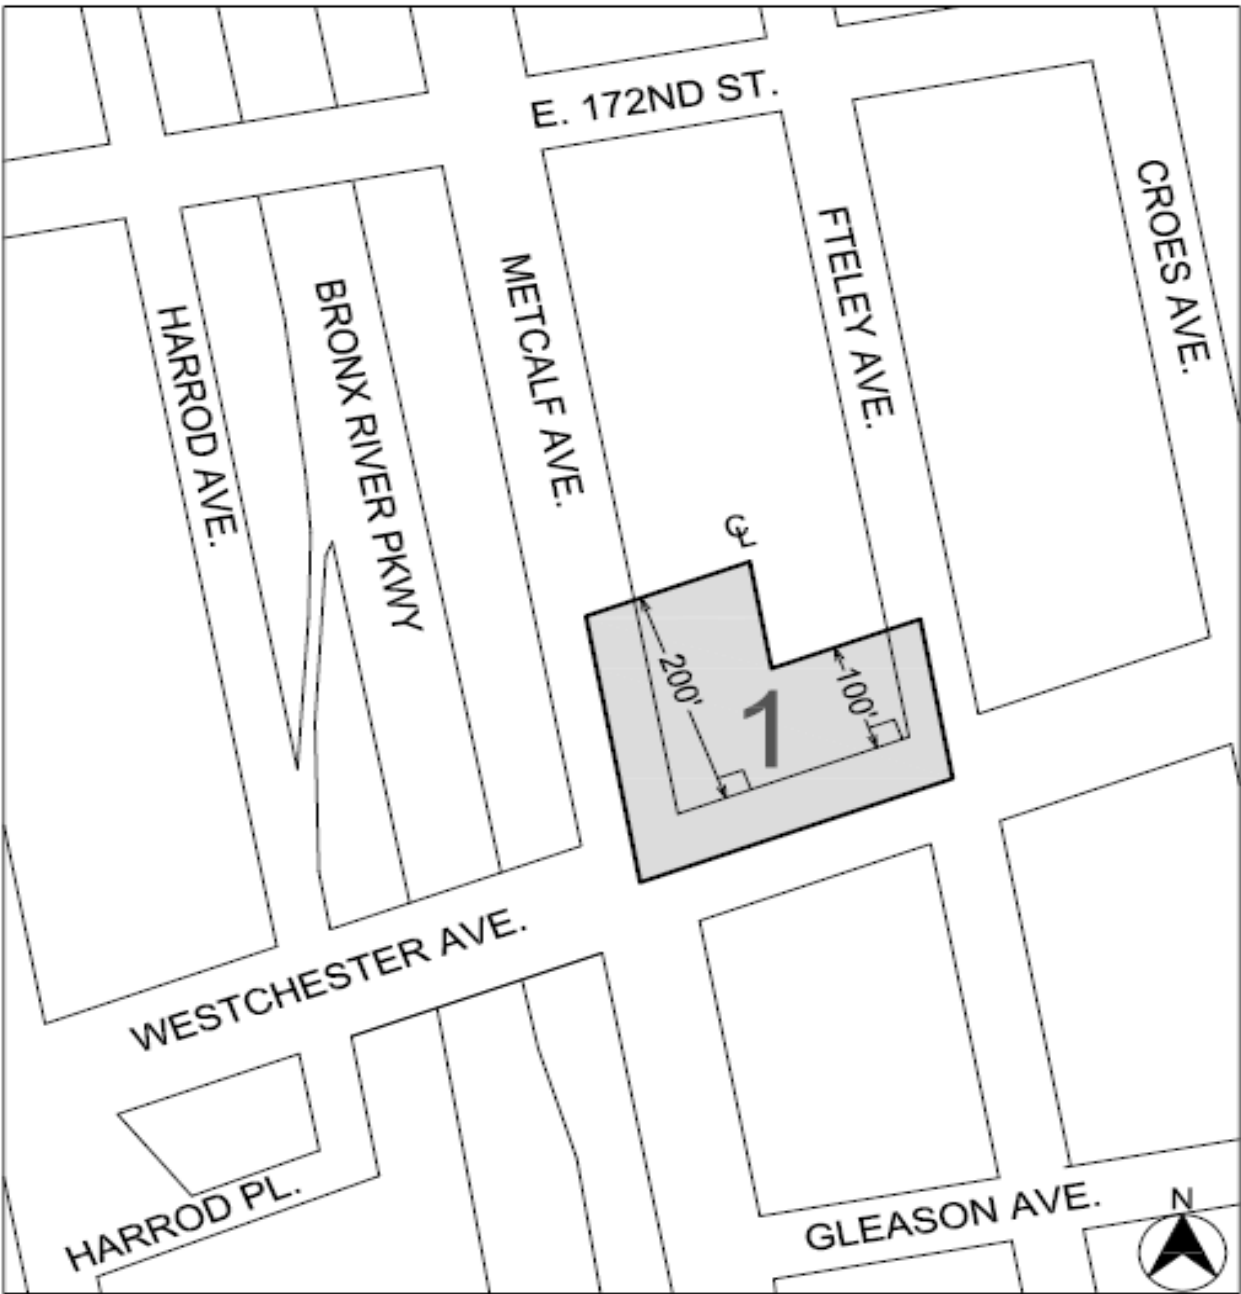 E. 172ND ST.
CROES AVE.
FTELEY AVE.
METCALF AVE.
BRONX RIVER PKWY
HARROD AVE.
℄
200'
100'
1
WESTCHESTER AVE.
HARROD PL.
GLEASON AVE.
N